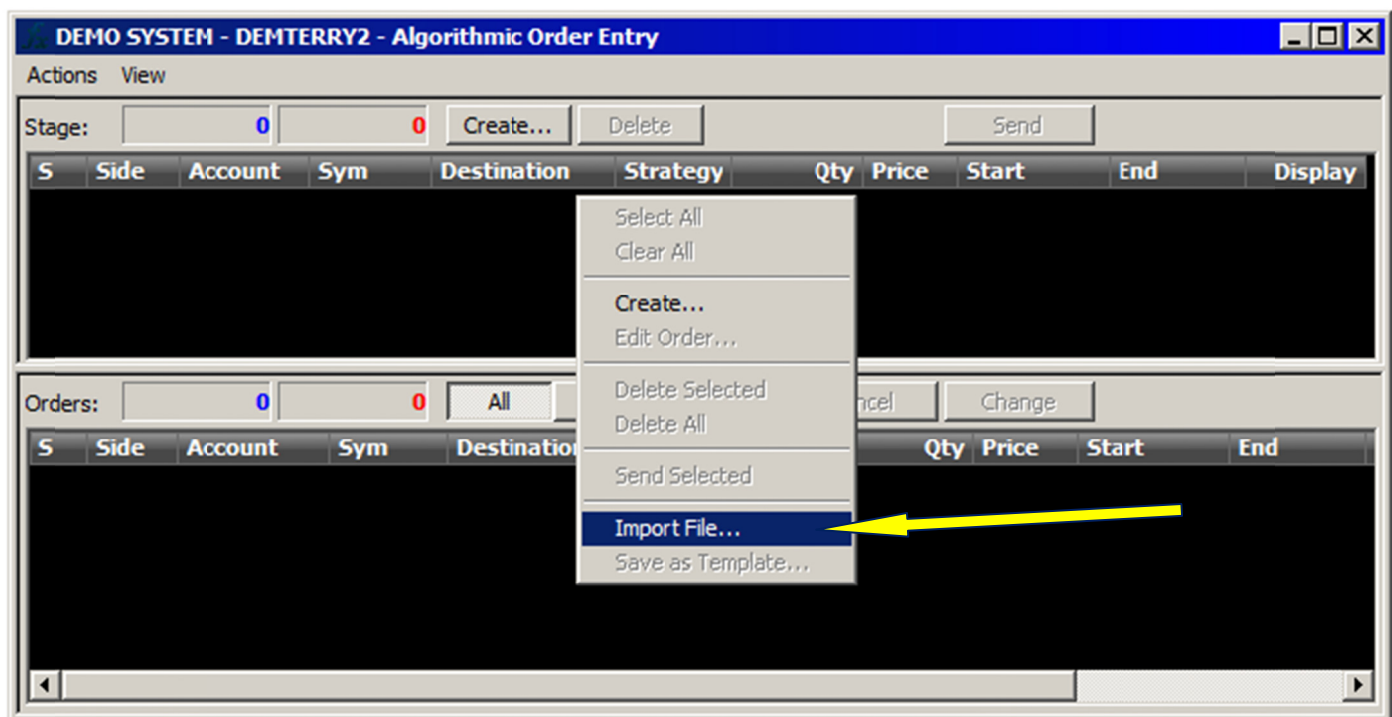 DEMO SYSTEM - DEMTERRY2 - Algorithmic Order Entry
Actions View
Stage: 0 0 Create... Delete Send
S Side Account Sym Destination Strategy Qty Price Start End Display
Select All
Clear All
Create...
Edit Order...
Delete Selected
Delete All
Send Selected
Import File...
Save as Template...
Orders: 0 0 All ncel Change
S Side Account Sym Destination Qty Price Start End